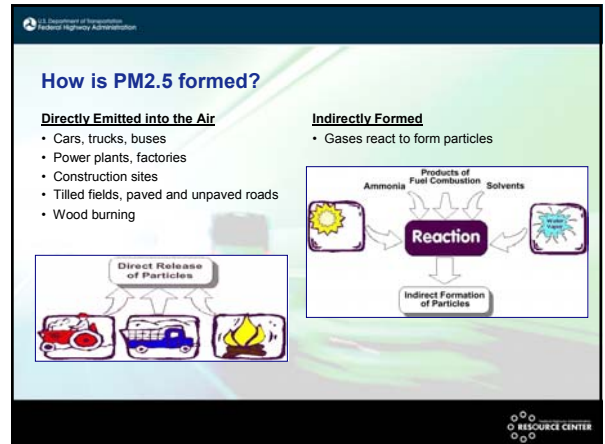 U.S. Department of Transportation
Federal Highway Administration
How is PM2.5 formed?
Directly Emitted into the Air
• Cars, trucks, buses
• Power plants, factories
• Construction sites
• Tilled fields, paved and unpaved roads
• Wood burning
Direct Release
of Particles
Indirectly Formed
• Gases react to form particles
Products of
Fuel Combustion
Ammonia
Solvents
Water
Vapor
Reaction
Indirect Formation
of Particles
Federal Highway Administration
RESOURCE CENTER